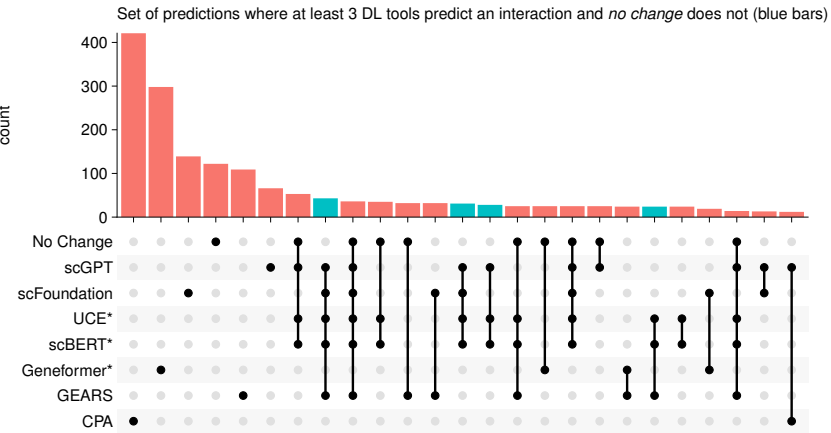 Set of predictions where at least 3 DL tools predict an interaction and no change does not (blue bars)
400
300
200
100
0
count
No Change
scGPT
scFoundation
UCE*
scBERT*
Geneformer*
GEARS
CPA